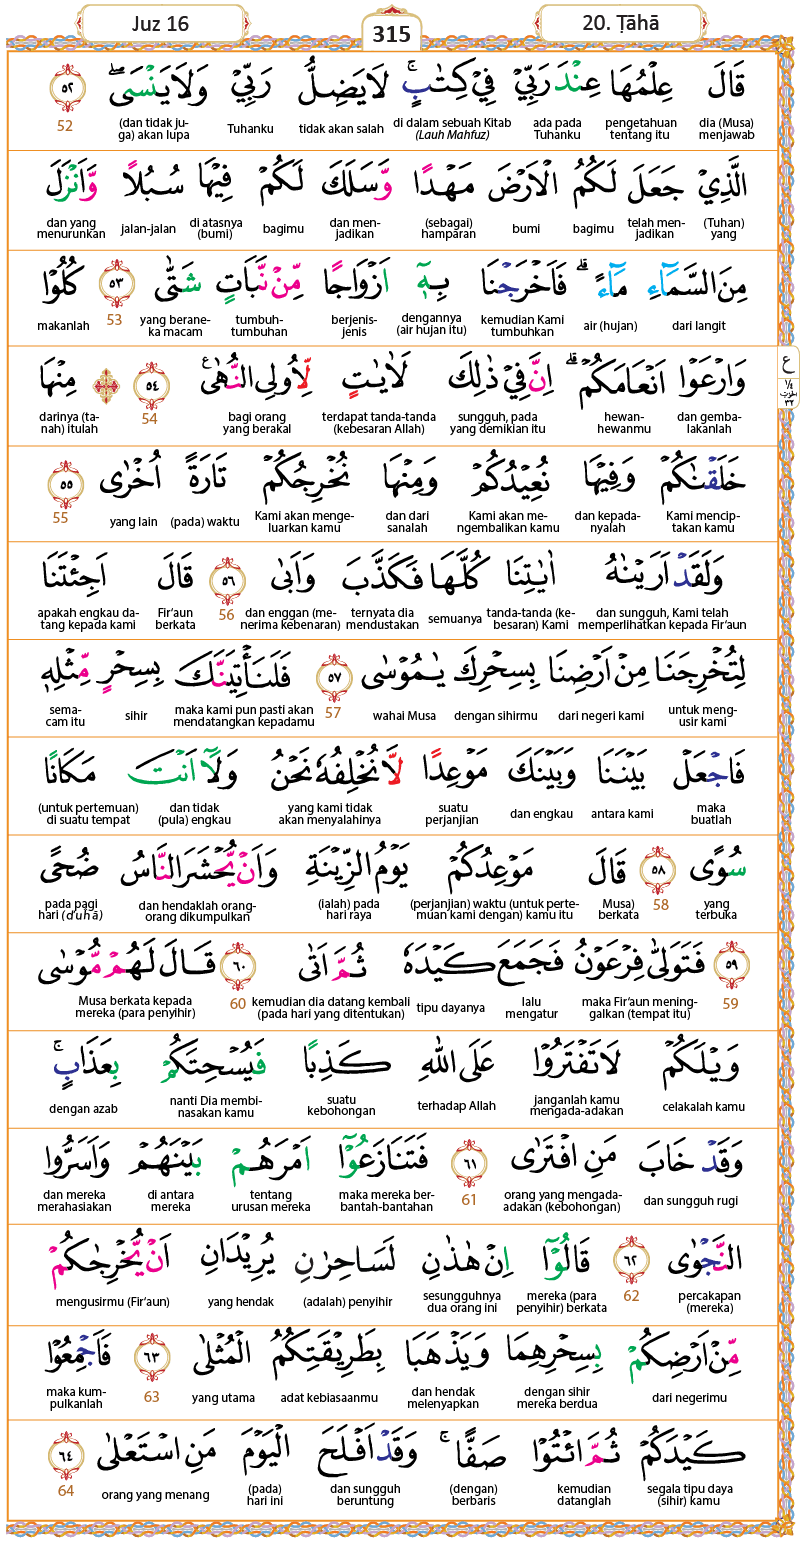 Juz 16
315
20. Ṭāhā
قَالَ عِلْمُهَا عِنْدَ رَبِّيْ فِيْ كِتٰبٍۚ لَا يَضِلُّ رَبِّيْ وَلَا يَنْسَىۖ ٥٢
dia (Musa) menjawab pengetahuan tentang itu ada pada Tuhanku di dalam sebuah Kitab (Lauh Mahfuz) tidak akan salah Tuhanku (dan tidak juga) akan lupa 52
الَّذِيْ جَعَلَ لَكُمُ الْاَرْضَ مَهْدًا وَّسَلَكَ لَكُمْ فِيْهَا سُبُلًا وَّاَنْزَلَ
(Tuhan) yang telah menjadikan bagimu bumi (sebagai) hamparan dan menjadikan bagimu di atasnya (bumi) jalan-jalan dan yang menurunkan
مِنَ السَّمَاۤءِ مَاۤءًۗ فَاَخْرَجْنَا بِهٖٓ اَزْوَاجًا مِّنْ نَّبَاتٍ شَتّٰى ٥٣ كُلُوْا
dari langit air (hujan) kemudian Kami tumbuhkan dengannya (air hujan itu) berjenis-jenis tumbuh-tumbuhan yang beraneka macam 53 makanlah
وَارْعَوْا اَنْعَامَكُمْۗ اِنَّ فِيْ ذٰلِكَ لَاٰيٰتٍ لِّاُولِى النُّهٰىࣖ ٥٤ مِنْهَا
dan gembalakanlah hewan-hewanmu sungguh, pada yang demikian itu terdapat tanda-tanda (kebesaran Allah) bagi orang yang berakal 54 darinya (tanah) itulah
خَلَقْنٰكُمْ وَفِيْهَا نُعِيْدُكُمْ وَمِنْهَا نُخْرِجُكُمْ تَارَةً اُخْرٰى ٥٥
Kami menciptakan kamu dan kepadanyalah Kami akan mengembalikan kamu dan dari sanalah Kami akan mengeluarkan kamu (pada) waktu yang lain 55
وَلَقَدْ اَرَيْنٰهُ اٰيٰتِنَا كُلَّهَا فَكَذَّبَ وَاَبٰى ٥٦ قَالَ اَجِئْتَنَا
dan sungguh, Kami telah memperlihatkan kepada Fir’aun tanda-tanda (kebesaran) Kami semuanya ternyata dia mendustakan dan enggan (menerima kebenaran) 56 Fir’aun berkata apakah engkau datang kepada kami
لِتُخْرِجَنَا مِنْ اَرْضِنَا بِسِحْرِكَ يٰمُوْسٰى ٥٧ فَلَنَأْتِيَنَّكَ بِسِحْرٍ مِّثْلِهٖ
untuk mengusir kami dari negeri kami dengan sihirmu wahai Musa 57 maka kami pun pasti akan mendatangkan kepadamu sihir semacam itu
فَاجْعَلْ بَيْنَنَا وَبَيْنَكَ مَوْعِدًا لَّا نُخْلِفُهٗ نَحْنُ وَلَآ اَنْتَ مَكَانًا
maka buatlah antara kami dan engkau suatu perjanjian yang kami tidak akan menyalahinya dan tidak (pula) engkau (untuk pertemuan) di suatu tempat
سُوًى ٥٨ قَالَ مَوْعِدُكُمْ يَوْمُ الزِّيْنَةِ وَاَنْ يُّحْشَرَ النَّاسُ ضُحًى
yang terbuka 58 Musa) berkata (perjanjian) waktu (untuk pertemuan kami dengan) kamu itu (ialah) pada hari raya dan hendaklah orang-orang dikumpulkan pada pagi hari (ḍuhā)
٥٩ فَتَوَلّٰى فِرْعَوْنُ فَجَمَعَ كَيْدَهٗ ثُمَّ اَتٰى ٦٠ قَالَ لَهُمْ مُّوْسٰى
59 maka Fir’aun meninggalkan (tempat itu) lalu mengatur tipu dayanya kemudian dia datang kembali (pada hari yang ditentukan) 60 Musa berkata kepada mereka (para penyihir)
وَيْلَكُمْ لَا تَفْتَرُوْا عَلَى اللّٰهِ كَذِبًا فَيُسْحِتَكُمْ بِعَذَابٍۚ
celakalah kamu janganlah kamu mengada-adakan terhadap Allah suatu kebohongan nanti Dia membinasakan kamu dengan azab
وَقَدْ خَابَ مَنِ افْتَرٰى ٦١ فَتَنَازَعُوْٓا اَمْرَهُمْ بَيْنَهُمْ وَاَسَرُّوا
dan sungguh rugi orang yang mengada-adakan (kebohongan) 61 maka mereka berbantah-bantahan tentang urusan mereka di antara mereka dan mereka merahasiakan
النَّجْوٰى ٦٢ قَالُوْٓا اِنْ هٰذٰنِ لَسَاحِرٰنِ يُرِيْدَانِ اَنْ يُّخْرِجٰكُمْ
percakapan (mereka) 62 mereka (para penyihir) berkata sesungguhnya dua orang ini (adalah) penyihir yang hendak mengusirmu (Fir’aun)
مِّنْ اَرْضِكُمْ بِسِحْرِهِمَا وَيَذْهَبَا بِطَرِيْقَتِكُمُ الْمُثْلٰى ٦٣ فَاَجْمِعُوْا
dari negerimu dengan sihir mereka berdua dan hendak melenyapkan adat kebiasaanmu yang utama 63 maka kumpulkanlah
كَيْدَكُمْ ثُمَّ ائْتُوْا صَفًّاۚ وَقَدْ اَفْلَحَ الْيَوْمَ مَنِ اسْتَعْلٰى ٦٤
segala tipu daya (sihir) kamu kemudian datanglah (dengan) berbaris dan sungguh beruntung (pada) hari ini orang yang menang 64